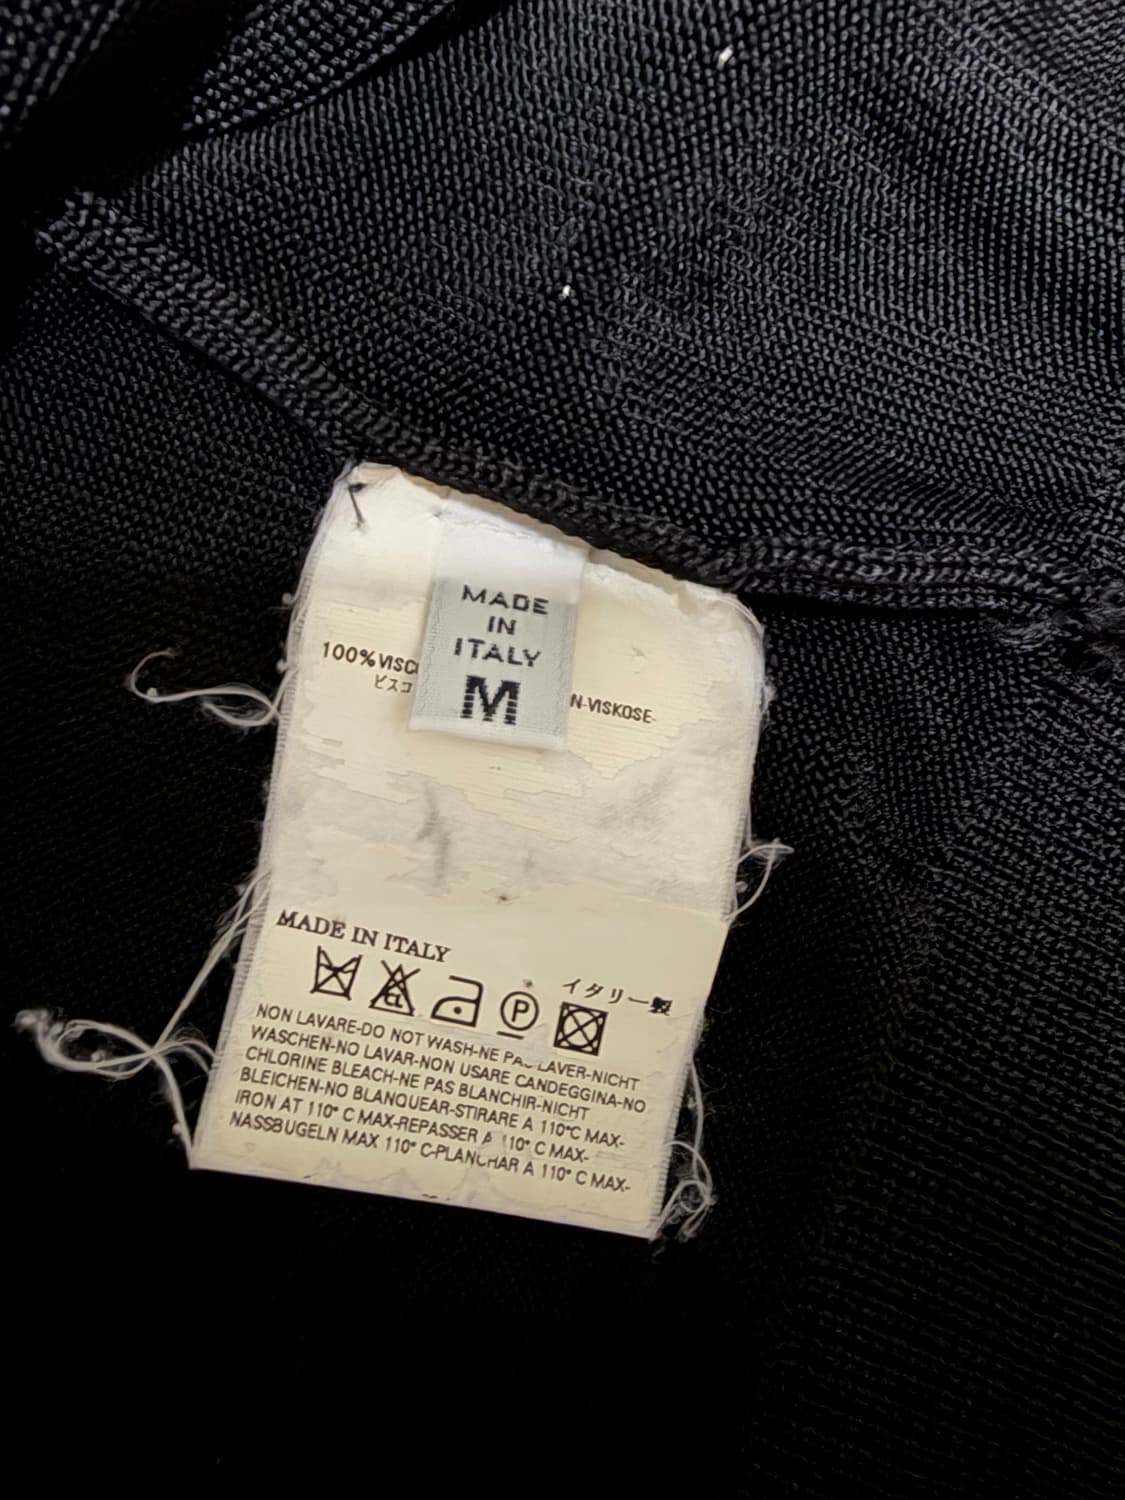 MADE
IN
ITALY
M
100%VISC
ビスコ
N-VISKOSE-
MADE IN ITALY
イタリー製
CL
P
NON LAVARE-DO NOT WASH-NE PAS LAVER-NICHT
WASCHEN-NO LAVAR-NON USARE CANDEGGINA-NO
CHLORINE BLEACH-NE PAS BLANCHIR-NICHT
BLEICHEN-NO BLANQUEAR-STIRARE A 110°C MAX-
IRON AT 110° C MAX-REPASSER A 110° C MAX-
NASSBUGELN MAX 110° C-PLANCHAR A 110° C MAX-